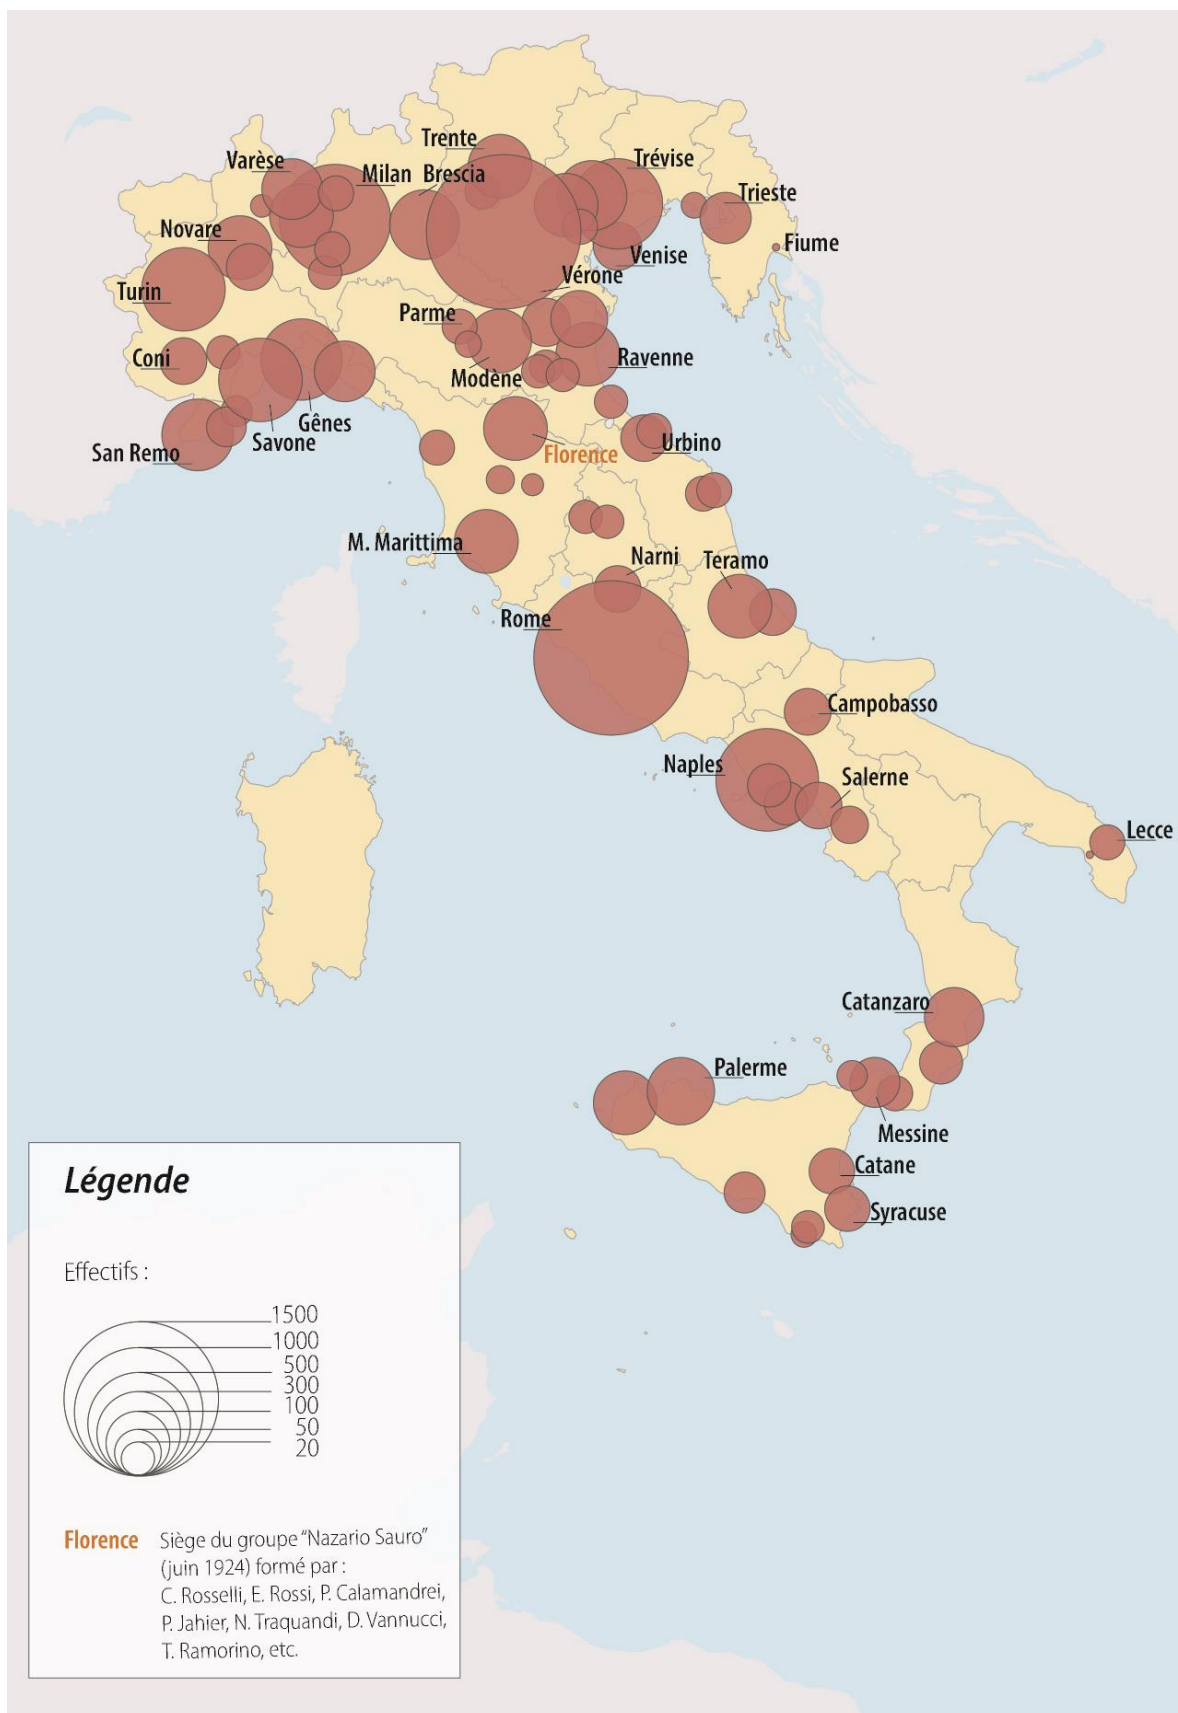 Trente
Varèse
Milan
Brescia
Trévise
Trieste
Novare
Fiume
Venise
Vérone
Turin
Parme
Coni
Modène
Ravenne
Gênes
Savone
San Remo
Urbino
Florence
M. Marittima
Narni
Teramo
Rome
Campobasso
Naples
Salerne
Lecce
Catanzaro
Palerme
Messine
Catane
Syracuse
Légende
Effectifs :
1500
1000
500
300
100
50
20
Florence Siège du groupe “Nazario Sauro”
(juin 1924) formé par :
C. Rosselli, E. Rossi, P. Calamandrei,
P. Jahier, N. Traquandi, D. Vannucci,
T. Ramorino, etc.